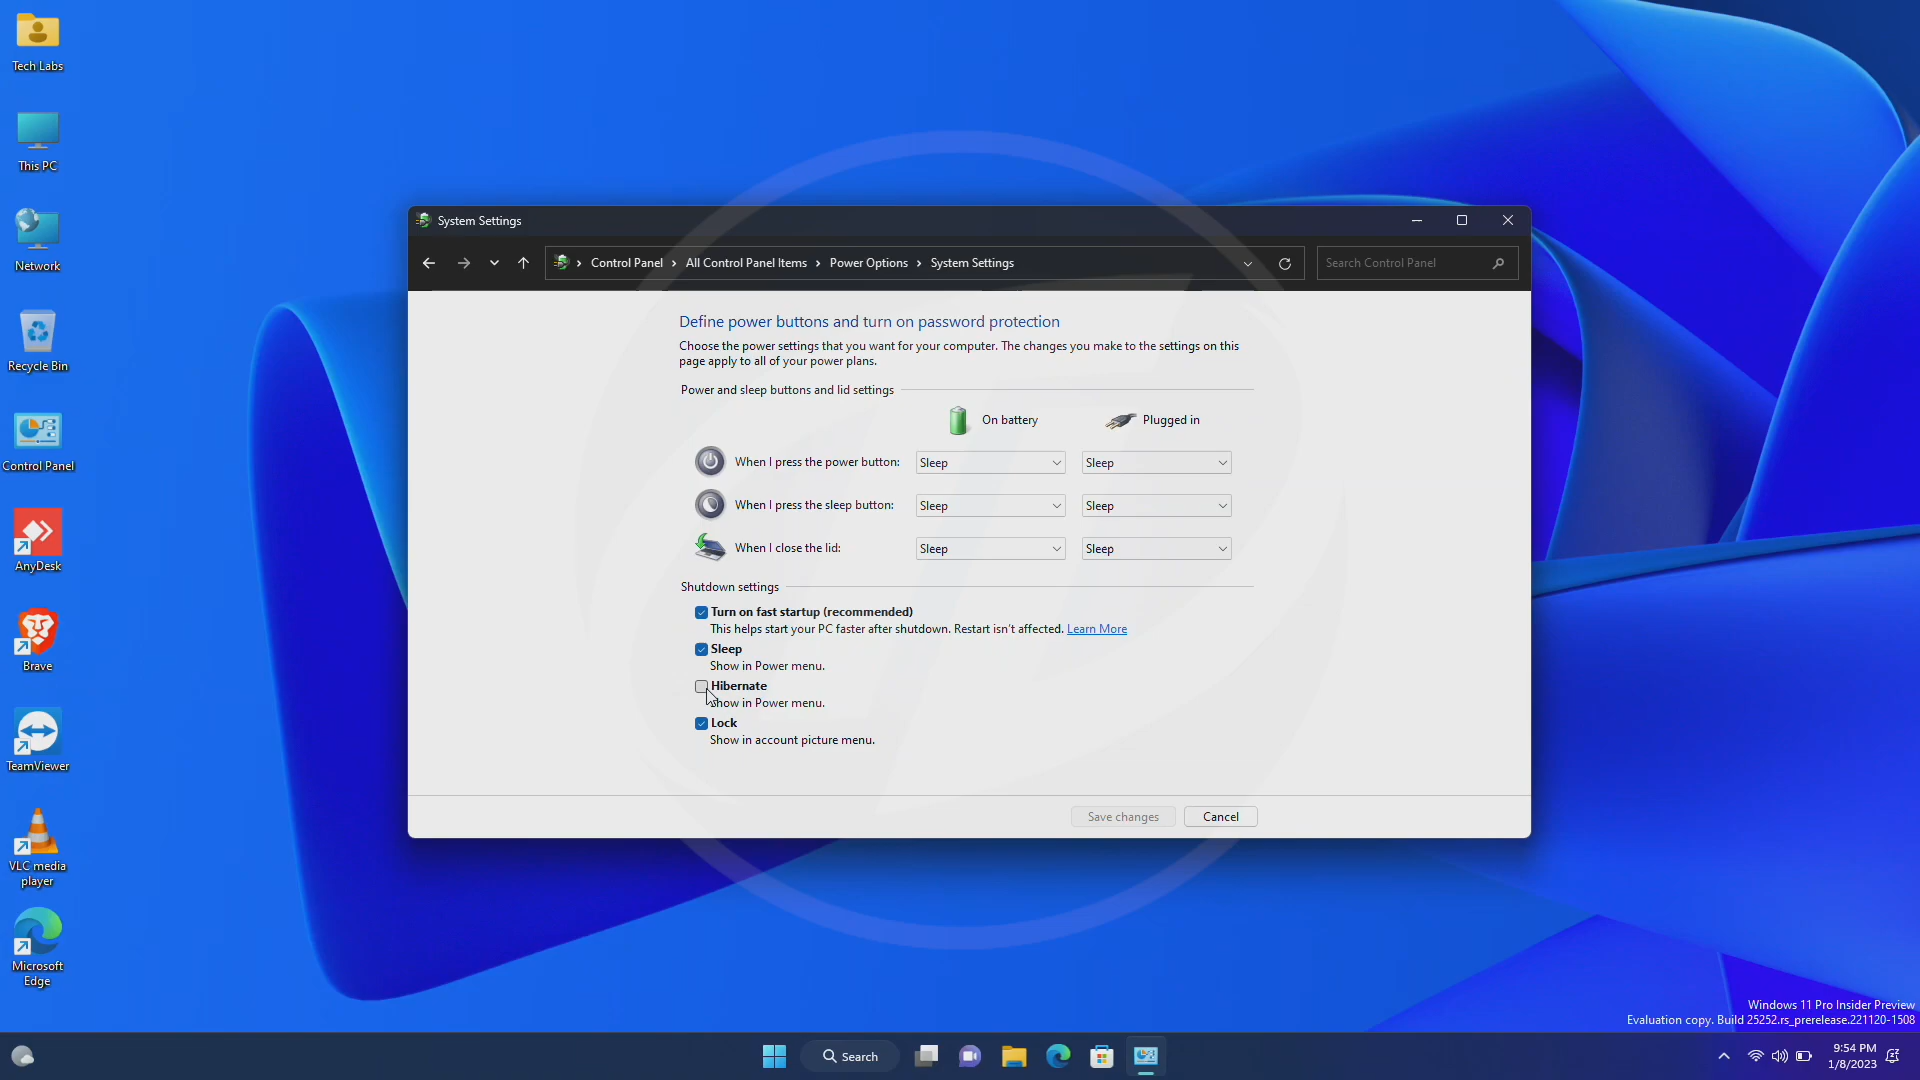 Tech Labs
This PC
Network
Recycle Bin
Control Panel
AnyDesk
Brave
TeamViewer
VLC media
player
Microsoft
Edge
System Settings
Control Panel > All Control Panel Items > Power Options > System Settings
Search Control Panel
Define power buttons and turn on password protection
Choose the power settings that you want for your computer. The changes you make to the settings on this
page apply to all of your power plans.
Power and sleep buttons and lid settings
On battery Plugged in
When I press the power button: Sleep Sleep
When I press the sleep button: Sleep Sleep
When I close the lid: Sleep Sleep
Shutdown settings
Turn on fast startup (recommended)
This helps start your PC faster after shutdown. Restart isn't affected. Learn More
Sleep
Show in Power menu.
Hibernate
Show in Power menu.
Lock
Show in account picture menu.
Save changes Cancel
Windows 11 Pro Insider Preview
Evaluation copy. Build 25252.rs_prerelease.221120-1508
Search
9:54 PM
1/8/2023